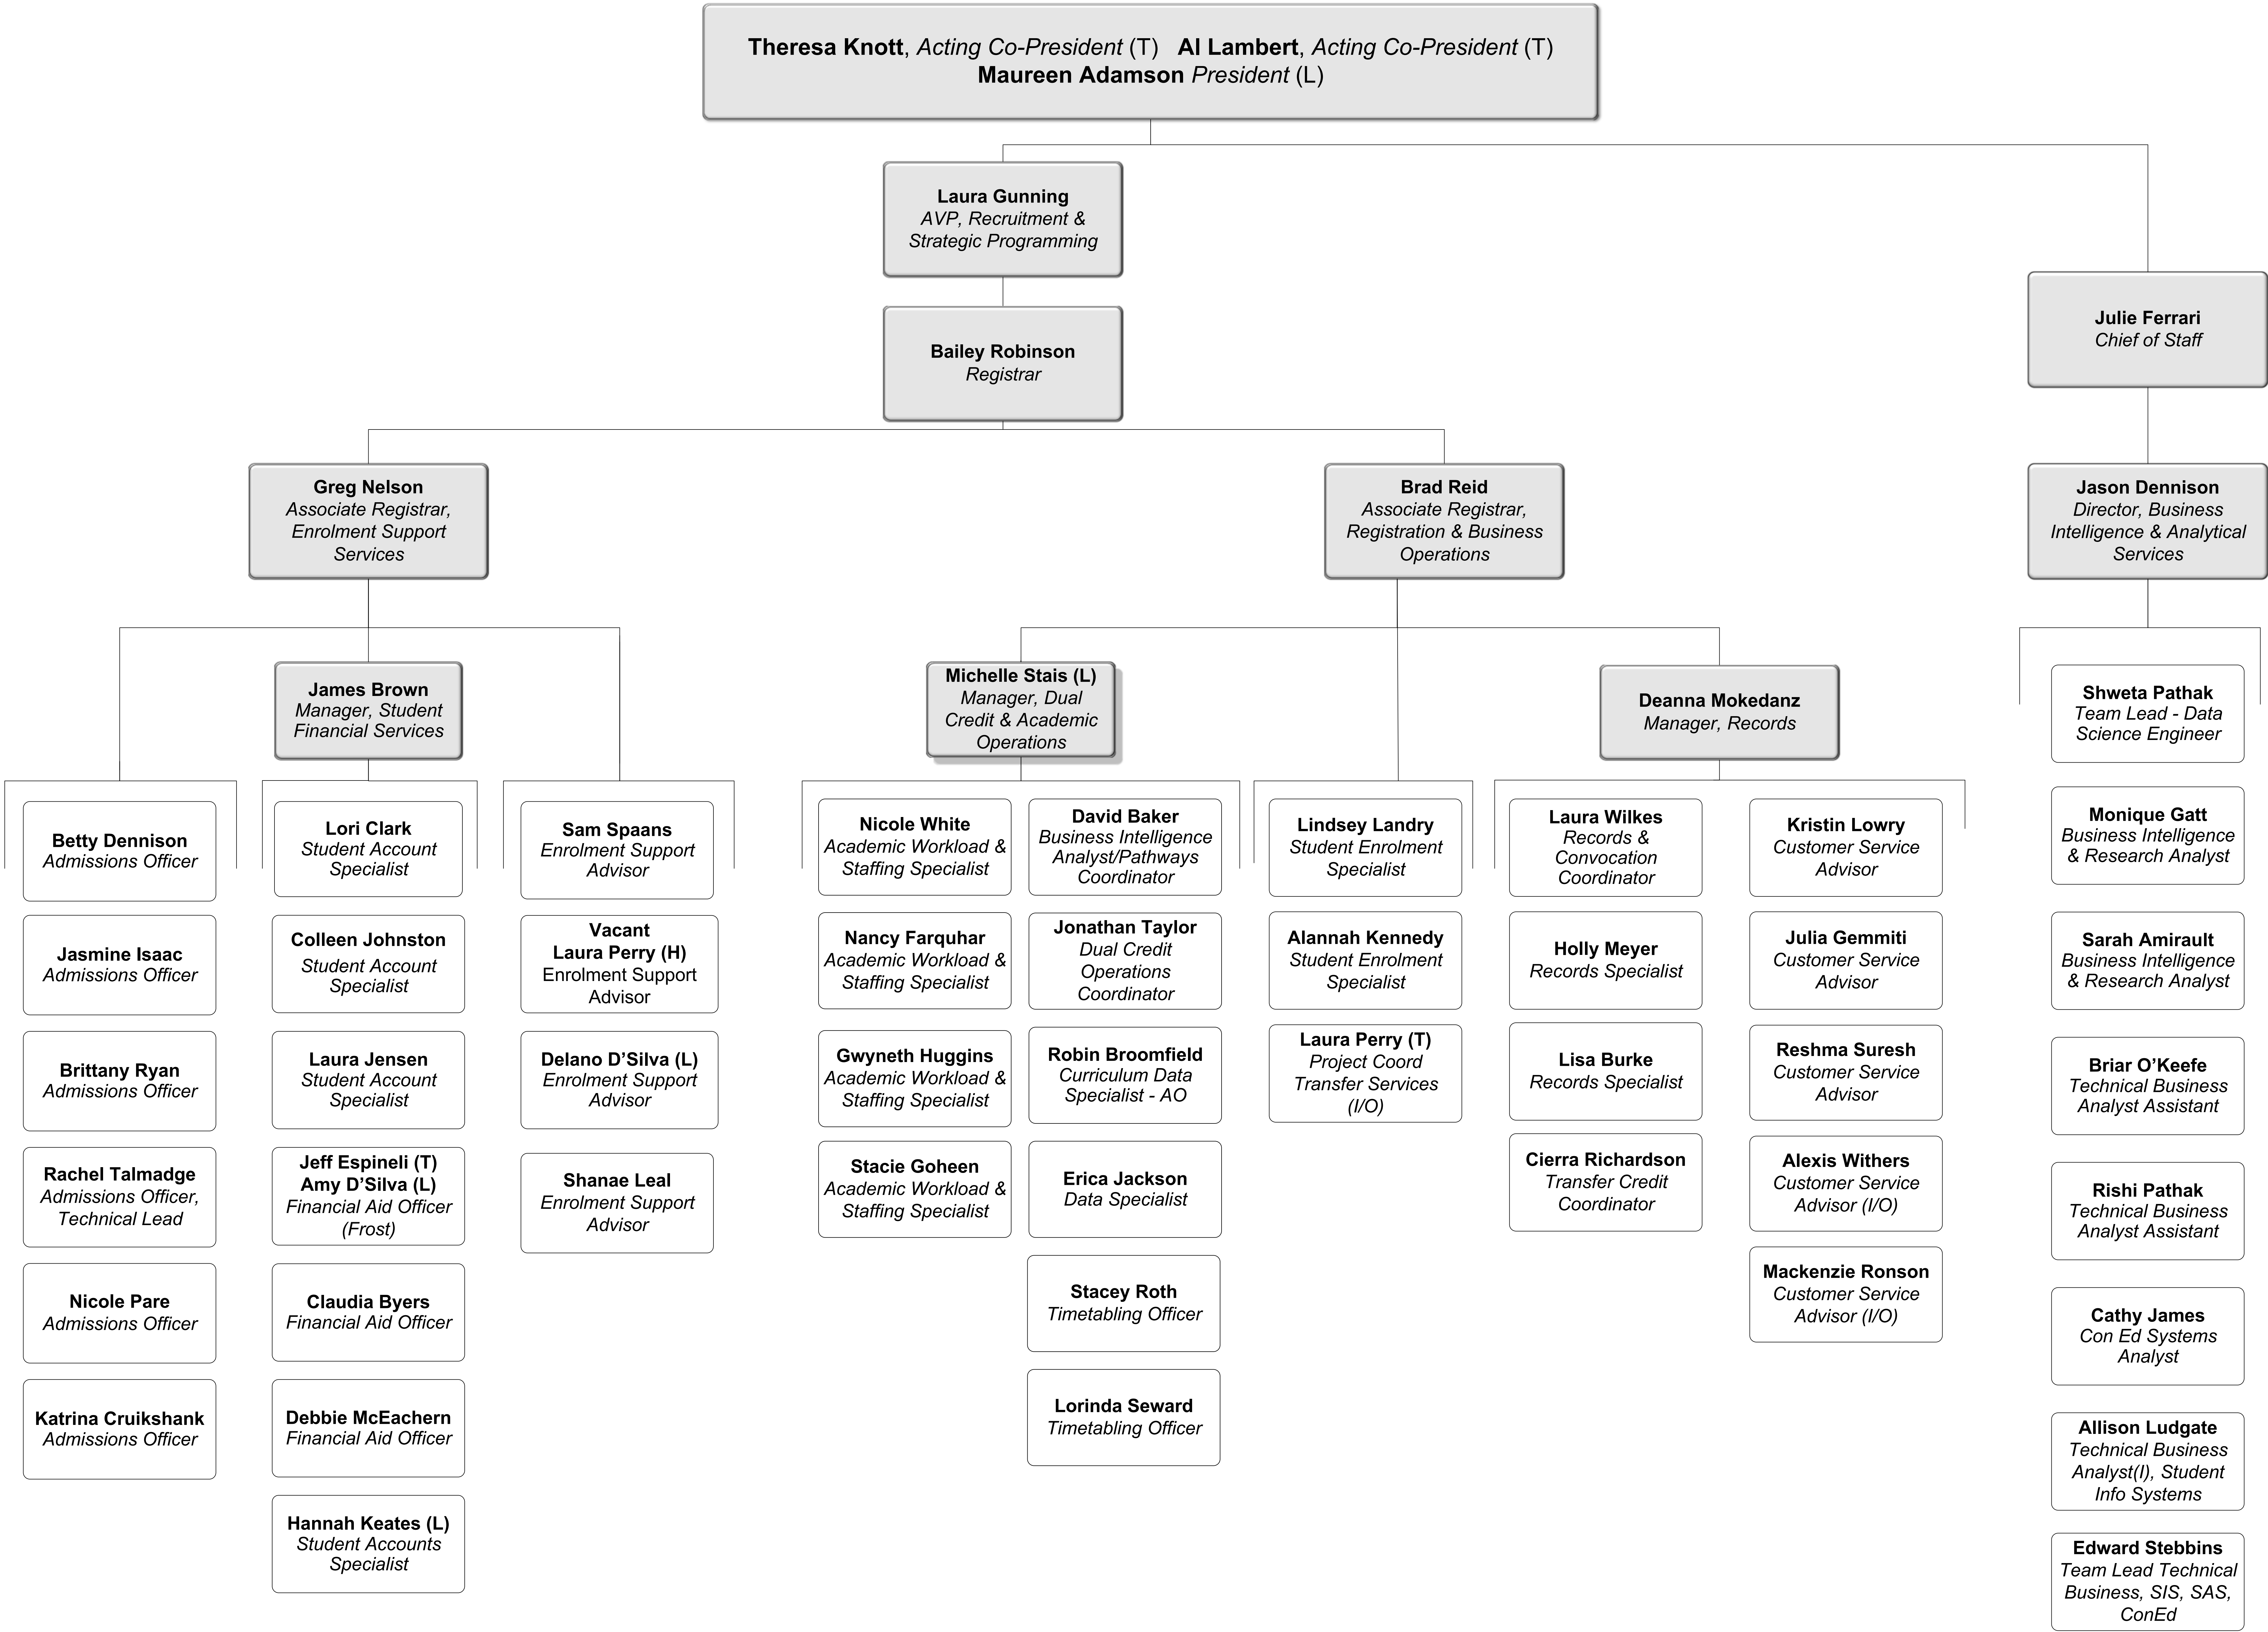 Theresa Knott, Acting Co-President (T)   Al Lambert, Acting Co-President (T)
Maureen Adamson President (L)
Laura Gunning
AVP, Recruitment &
Strategic Programming
Bailey Robinson
Registrar
Julie Ferrari
Chief of Staff
Greg Nelson
Associate Registrar,
Enrolment Support
Services
Brad Reid
Associate Registrar,
Registration & Business
Operations
Jason Dennison
Director, Business
Intelligence & Analytical
Services
James Brown
Manager, Student
Financial Services
Michelle Stais (L)
Manager, Dual
Credit & Academic
Operations
Deanna Mokedanz
Manager, Records
Betty Dennison
Admissions Officer
Jasmine Isaac
Admissions Officer
Brittany Ryan
Admissions Officer
Rachel Talmadge
Admissions Officer,
Technical Lead
Nicole Pare
Admissions Officer
Katrina Cruikshank
Admissions Officer
Lori Clark
Student Account
Specialist
Colleen Johnston
Student Account
Specialist
Laura Jensen
Student Account
Specialist
Jeff Espineli (T)
Amy D’Silva (L)
Financial Aid Officer
(Frost)
Claudia Byers
Financial Aid Officer
Debbie McEachern
Financial Aid Officer
Hannah Keates (L)
Student Accounts
Specialist
Sam Spaans
Enrolment Support
Advisor
Vacant
Laura Perry (H)
Enrolment Support
Advisor
Delano D’Silva (L)
Enrolment Support
Advisor
Shanae Leal
Enrolment Support
Advisor
Nicole White
Academic Workload &
Staffing Specialist
Nancy Farquhar
Academic Workload &
Staffing Specialist
Gwyneth Huggins
Academic Workload &
Staffing Specialist
Stacie Goheen
Academic Workload &
Staffing Specialist
David Baker
Business Intelligence
Analyst/Pathways
Coordinator
Jonathan Taylor
Dual Credit
Operations
Coordinator
Robin Broomfield
Curriculum Data
Specialist - AO
Erica Jackson
Data Specialist
Stacey Roth
Timetabling Officer
Lorinda Seward
Timetabling Officer
Lindsey Landry
Student Enrolment
Specialist
Alannah Kennedy
Student Enrolment
Specialist
Laura Perry (T)
Project Coord
Transfer Services
(I/O)
Laura Wilkes
Records &
Convocation
Coordinator
Holly Meyer
Records Specialist
Lisa Burke
Records Specialist
Cierra Richardson
Transfer Credit
Coordinator
Kristin Lowry
Customer Service
Advisor
Julia Gemmiti
Customer Service
Advisor
Reshma Suresh
Customer Service
Advisor
Alexis Withers
Customer Service
Advisor (I/O)
Mackenzie Ronson
Customer Service
Advisor (I/O)
Shweta Pathak
Team Lead - Data
Science Engineer
Monique Gatt
Business Intelligence
& Research Analyst
Sarah Amirault
Business Intelligence
& Research Analyst
Briar O’Keefe
Technical Business
Analyst Assistant
Rishi Pathak
Technical Business
Analyst Assistant
Cathy James
Con Ed Systems
Analyst
Allison Ludgate
Technical Business
Analyst(I), Student
Info Systems
Edward Stebbins
Team Lead Technical
Business, SIS, SAS,
ConEd